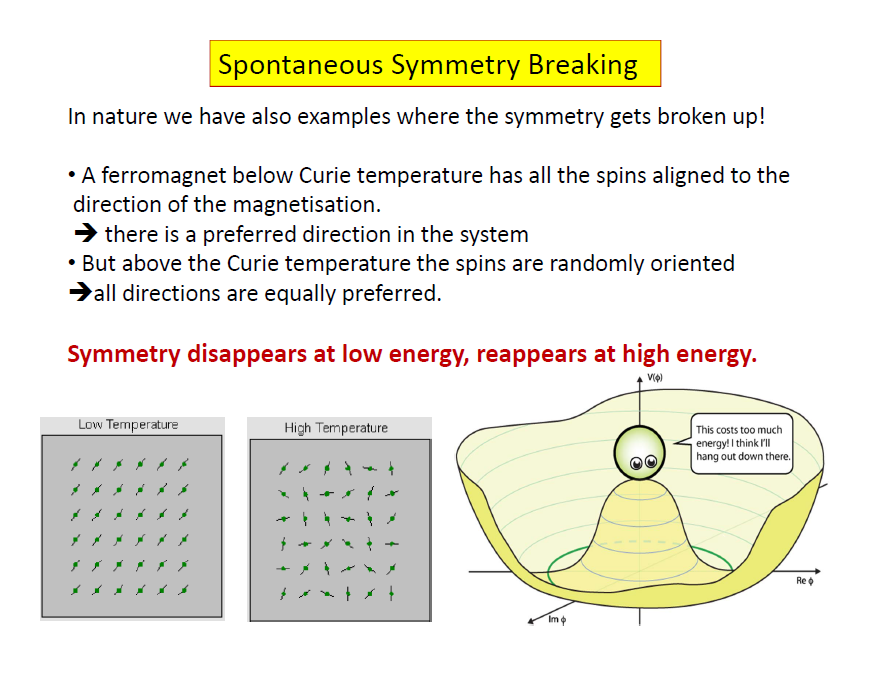 Spontaneous Symmetry Breaking
In nature we have also examples where the symmetry gets broken up!
• A ferromagnet below Curie temperature has all the spins aligned to the
direction of the magnetisation.
➔ there is a preferred direction in the system
• But above the Curie temperature the spins are randomly oriented
➔all directions are equally preferred.
Symmetry disappears at low energy, reappears at high energy.
Low Temperature
High Temperature
V(ϕ)
This costs too much
energy! I think I'll
hang out down there.
Re ϕ
Im ϕ